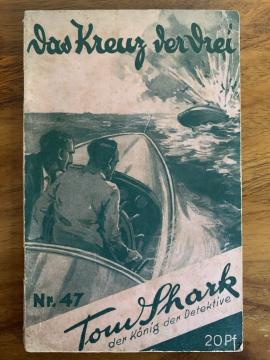 Das Kreuz der Drei
Nr. 47
Tom Shark
der König der Detektive
20 Pf.